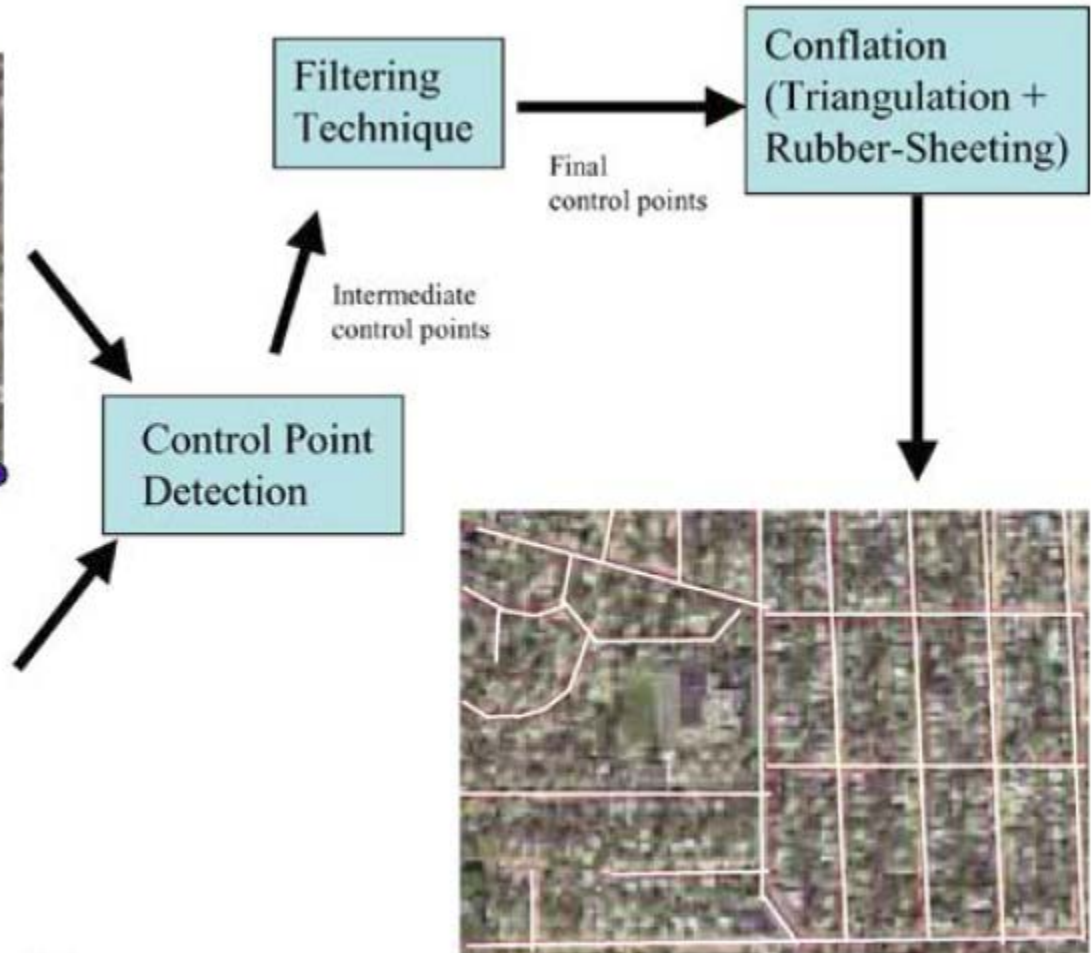 Filtering
Technique
Conflation
(Triangulation +
Rubber-Sheeting)
Final
control points
Intermediate
control points
Control Point
Detection